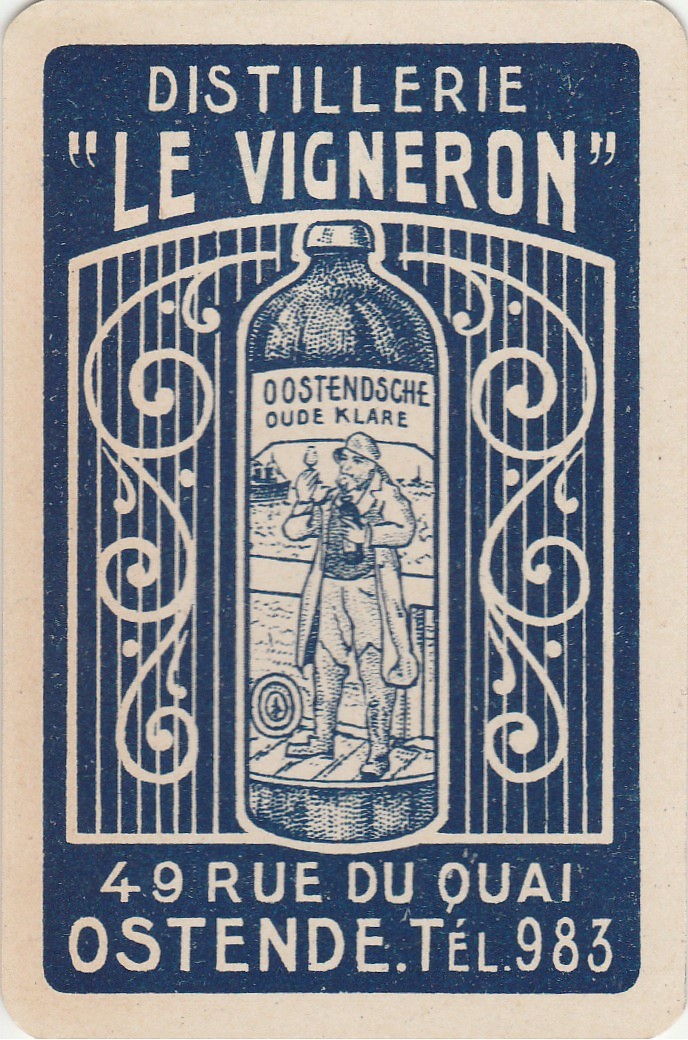 DISTILLERIE
"LE VIGNERON"
OOSTENDSCHE
OUDE KLARE
49 RUE DU QUAI
OSTENDE. TÉL. 983